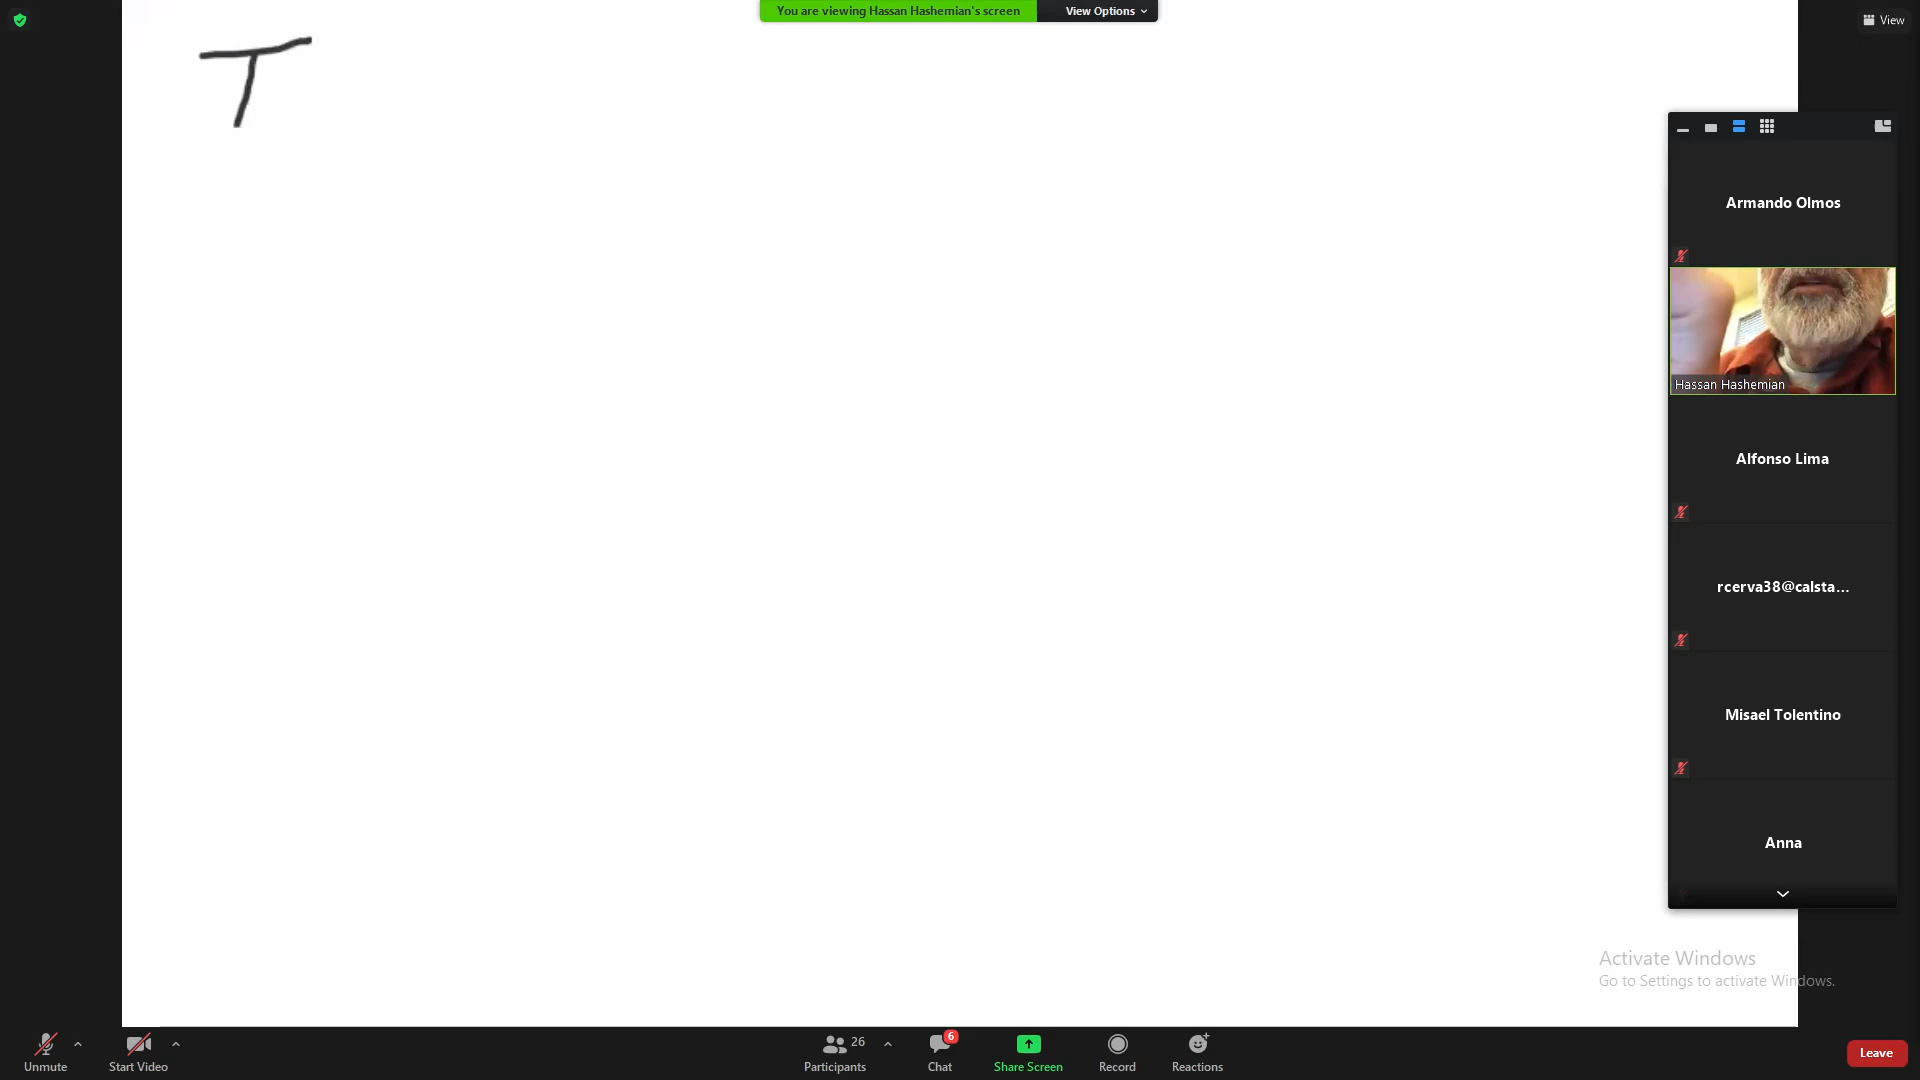 You are viewing Hassan Hashemian's screen
View Options
View
T
Armando Olmos
Hassan Hashemian
Alfonso Lima
rcerva38@calsta...
Misael Tolentino
Anna
Activate Windows
Go to Settings to activate Windows.
Unmute
Start Video
26
Participants
6
Chat
Share Screen
Record
Reactions
Leave